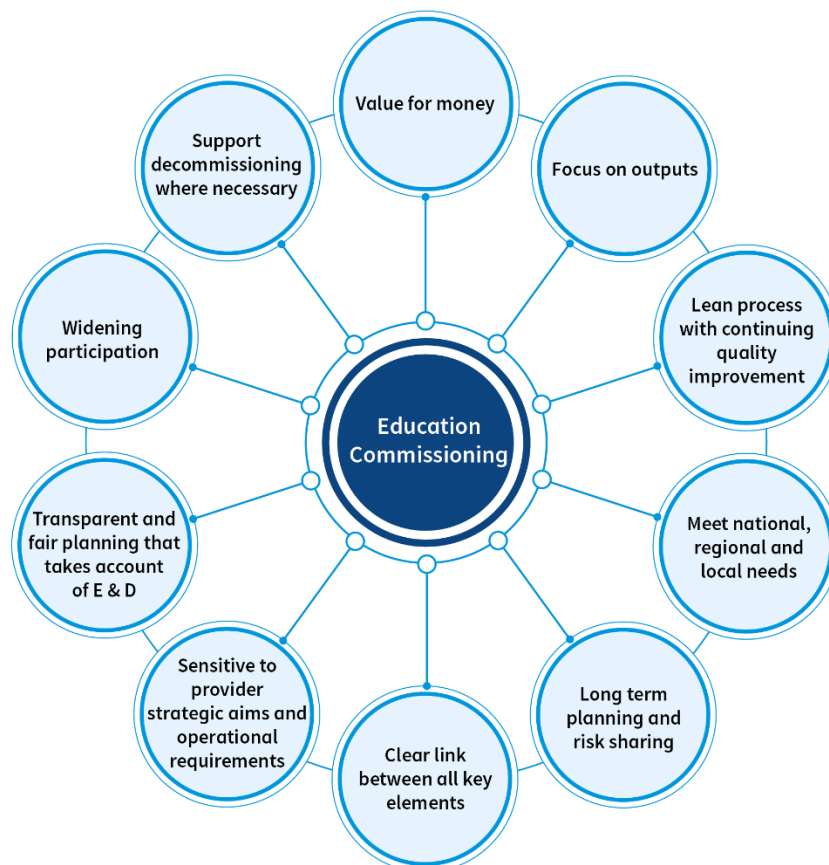 Value for money
Focus on outputs
Lean process
with continuing
quality
improvement
Meet national,
regional and
local needs
Long term
planning and
risk sharing
Clear link
between all key
elements
Sensitive to
provider
strategic aims and
operational
requirements
Transparent and
fair planning that
takes account
of E & D
Widening
participation
Support
decommissioning
where necessary
Education
Commissioning